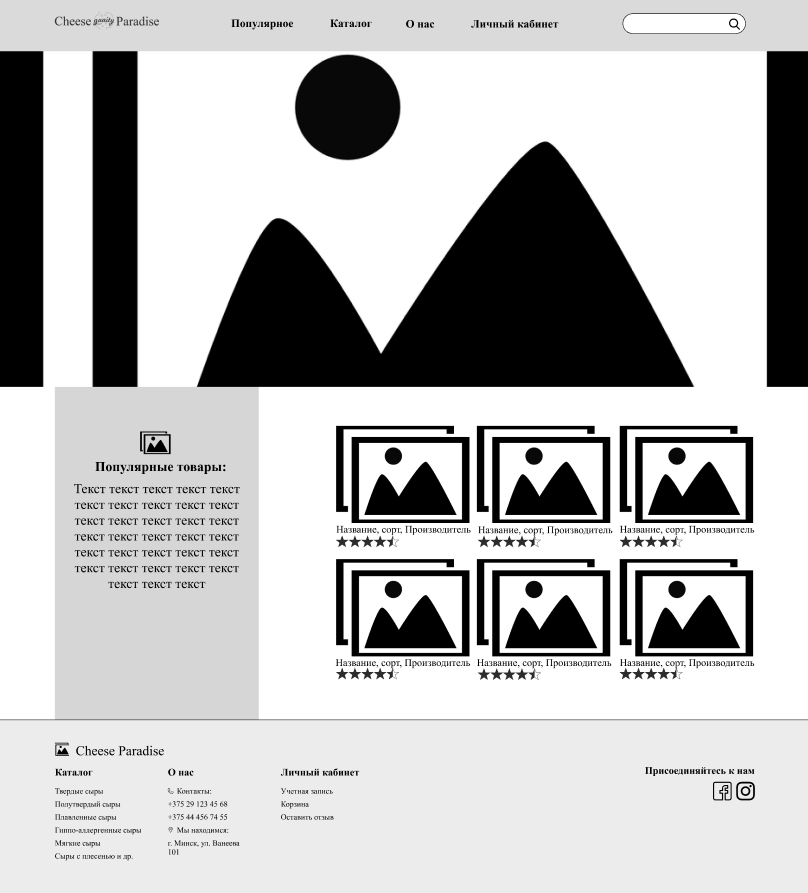 Cheese Paradise
Популярное
Каталог
О нас
Личный кабинет
Популярные товары:
Текст текст текст текст текст
текст текст текст текст текст
текст текст текст текст текст
текст текст текст текст текст
текст текст текст текст текст
текст текст текст текст текст
текст текст текст
Название, сорт, Производитель
Название, сорт, Производитель
Название, сорт, Производитель
Название, сорт, Производитель
Название, сорт, Производитель
Название, сорт, Производитель
Cheese Paradise
Каталог
Твердые сыры
Полутвердый сыры
Плавленные сыры
Гиппо-аллергенные сыры
Мягкие сыры
Сыры с плесенью и др.
О нас
Контакты:
+375 29 123 45 68
+375 44 456 74 55
Мы находимся:
г. Минск, ул. Ванеева
101
Личный кабинет
Учетная запись
Корзина
Оставить отзыв
Присоединяйтесь к нам